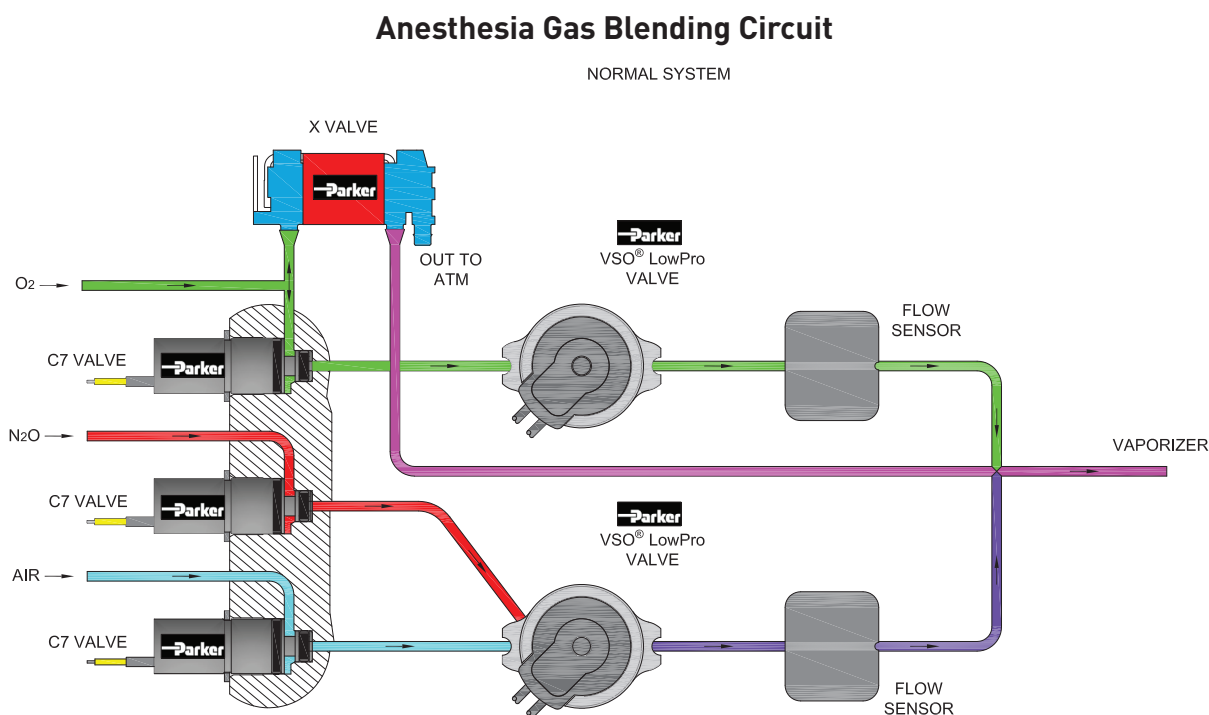 Anesthesia Gas Blending Circuit
NORMAL SYSTEM
X VALVE
Parker
OUT TO
ATM
Parker
VSO® LowPro
VALVE
O2
FLOW
SENSOR
C7 VALVE
Parker
N2O
VAPORIZER
C7 VALVE
Parker
Parker
VSO® LowPro
VALVE
AIR
C7 VALVE
Parker
FLOW
SENSOR